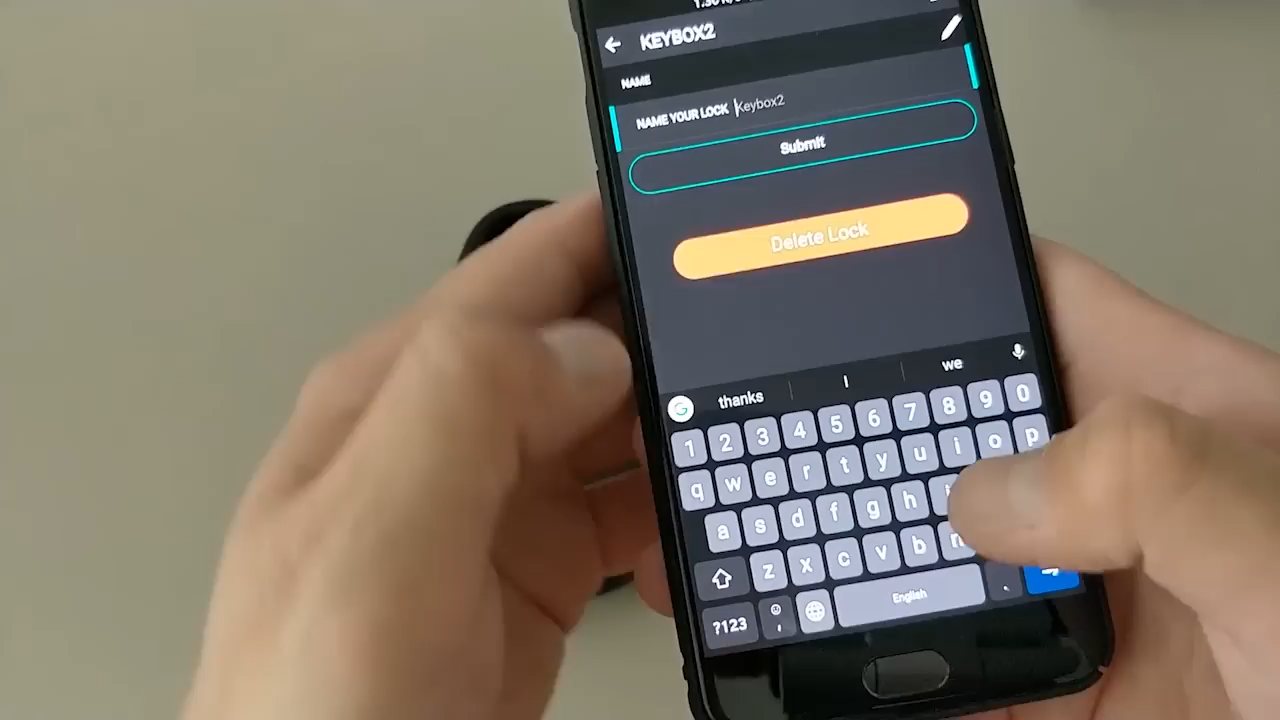 KEYBOX2
NAME
NAME YOUR LOCK Keybox2
Submit
Delete Lock
thanks I we
1 2 3 4 5 6 7 8 9 0
q w e r t y u i o p
a s d f g h
z x c v b n
?123 , English .